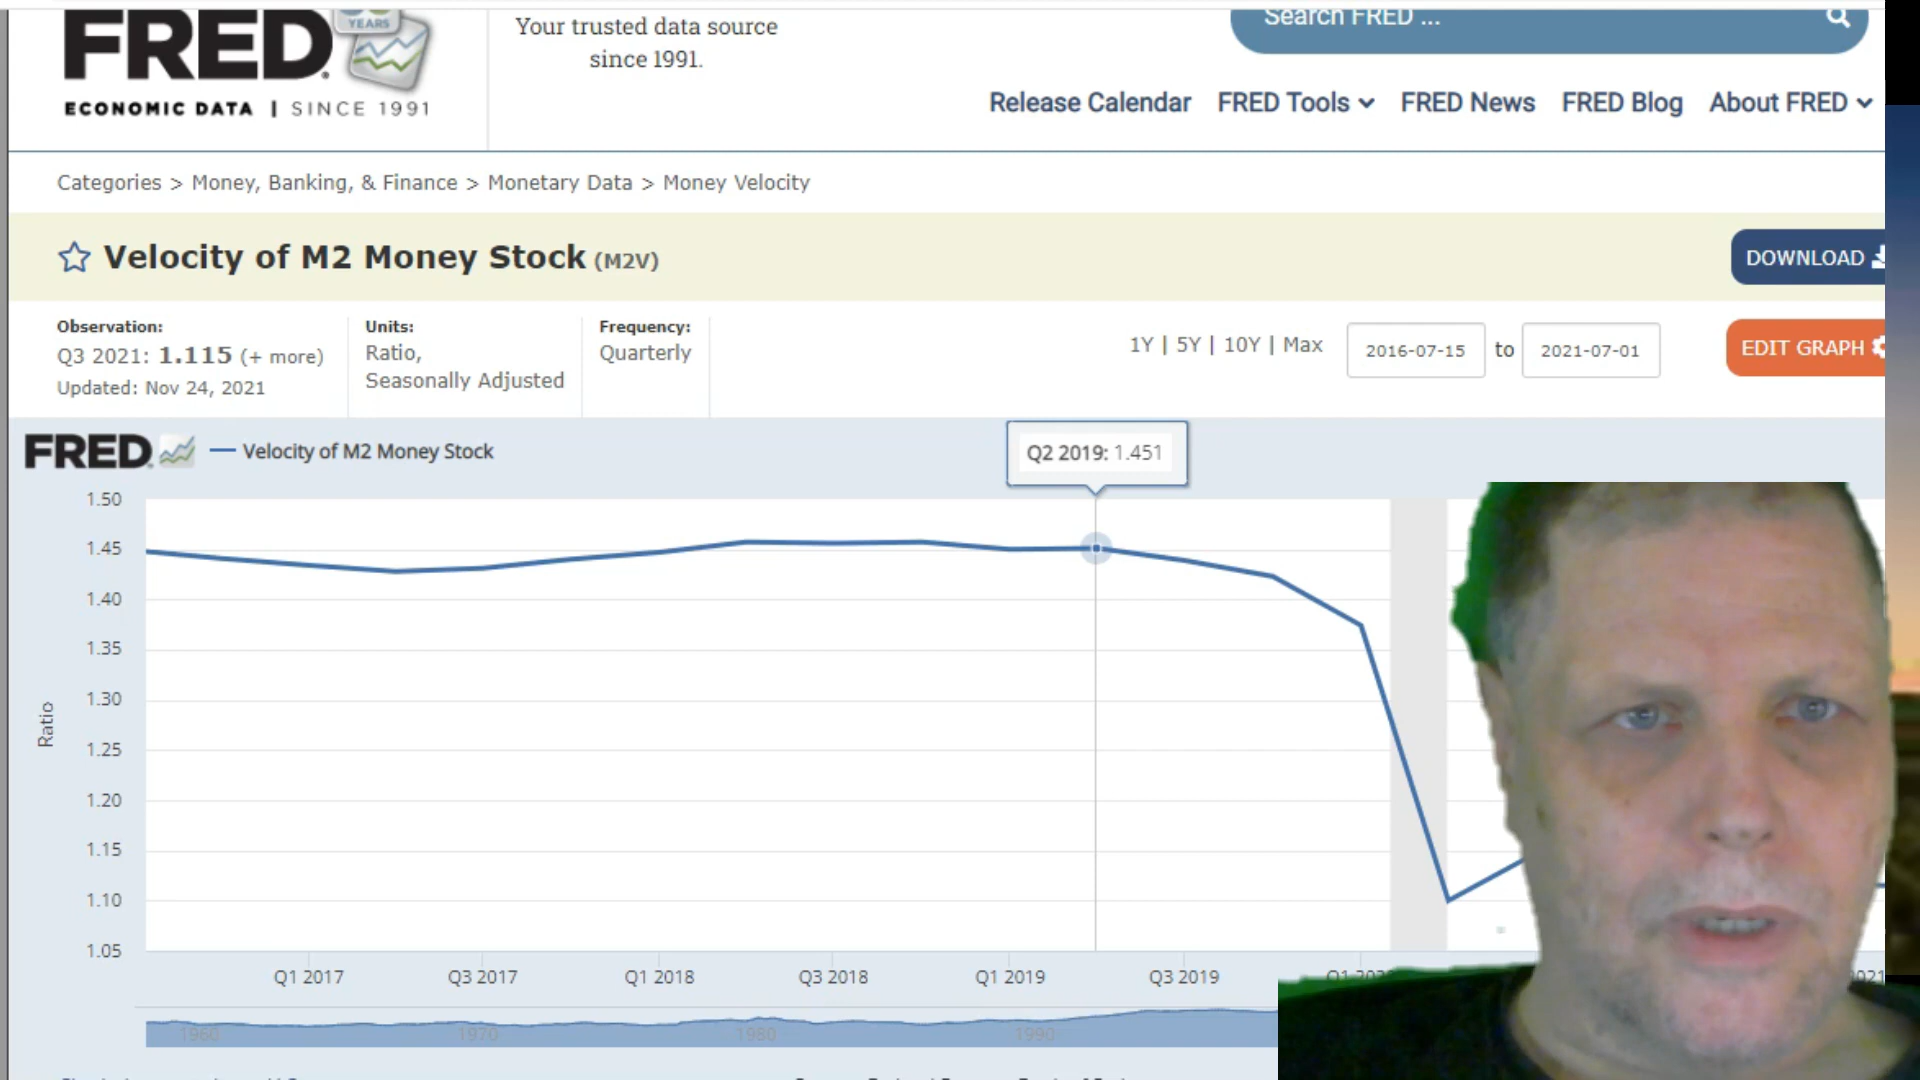 FRED
YEARS
ECONOMIC DATA | SINCE 1991
Your trusted data source
since 1991.
Search FRED ...
Release Calendar FRED Tools FRED News FRED Blog About FRED
Categories > Money, Banking, & Finance > Monetary Data > Money Velocity
Velocity of M2 Money Stock (M2V)
DOWNLOAD
Observation:
Q3 2021: 1.115 (+ more)
Updated: Nov 24, 2021
Units:
Ratio,
Seasonally Adjusted
Frequency:
Quarterly
1Y | 5Y | 10Y | Max
2016-07-15 to 2021-07-01
EDIT GRAPH
FRED
Velocity of M2 Money Stock
Q2 2019: 1.451
1.50
1.45
1.40
1.35
1.30
1.25
1.20
1.15
1.10
1.05
Ratio
Q1 2017 Q3 2017 Q1 2018 Q3 2018 Q1 2019 Q3 2019
1960 1970 1980 1990